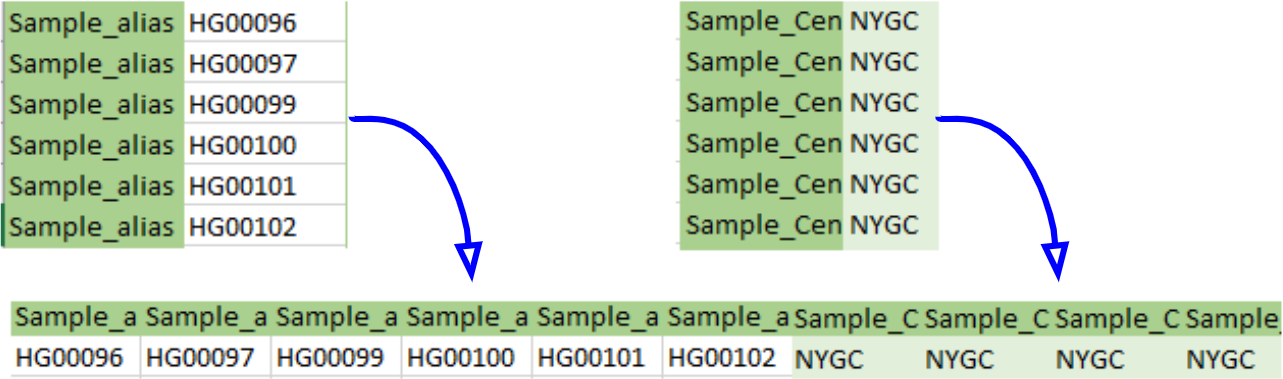 Sample_alias HG00096
Sample_alias HG00097
Sample_alias HG00099
Sample_alias HG00100
Sample_alias HG00101
Sample_alias HG00102
Sample_Cen NYGC
Sample_Cen NYGC
Sample_Cen NYGC
Sample_Cen NYGC
Sample_Cen NYGC
Sample_Cen NYGC
Sample_a Sample_a Sample_a Sample_a Sample_a Sample_a Sample_C Sample_C Sample_C Sample_
HG00096 HG00097 HG00099 HG00100 HG00101 HG00102 NYGC NYGC NYGC NYGC